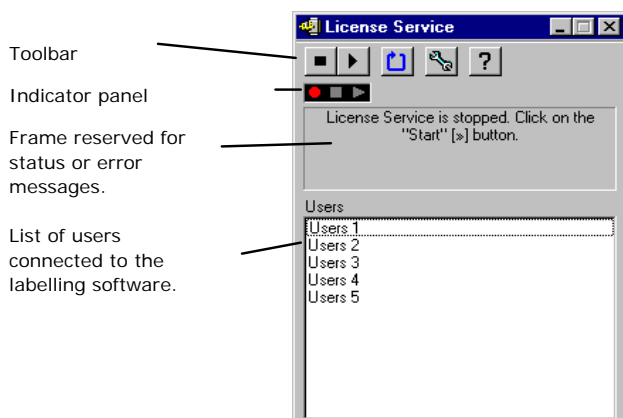 Toolbar
Indicator panel
Frame reserved for
status or error
messages.
List of users
connected to the
labelling software.
License Service
?
License Service is stopped. Click on the
"Start" [»] button.
Users
Users 1
Users 2
Users 3
Users 4
Users 5